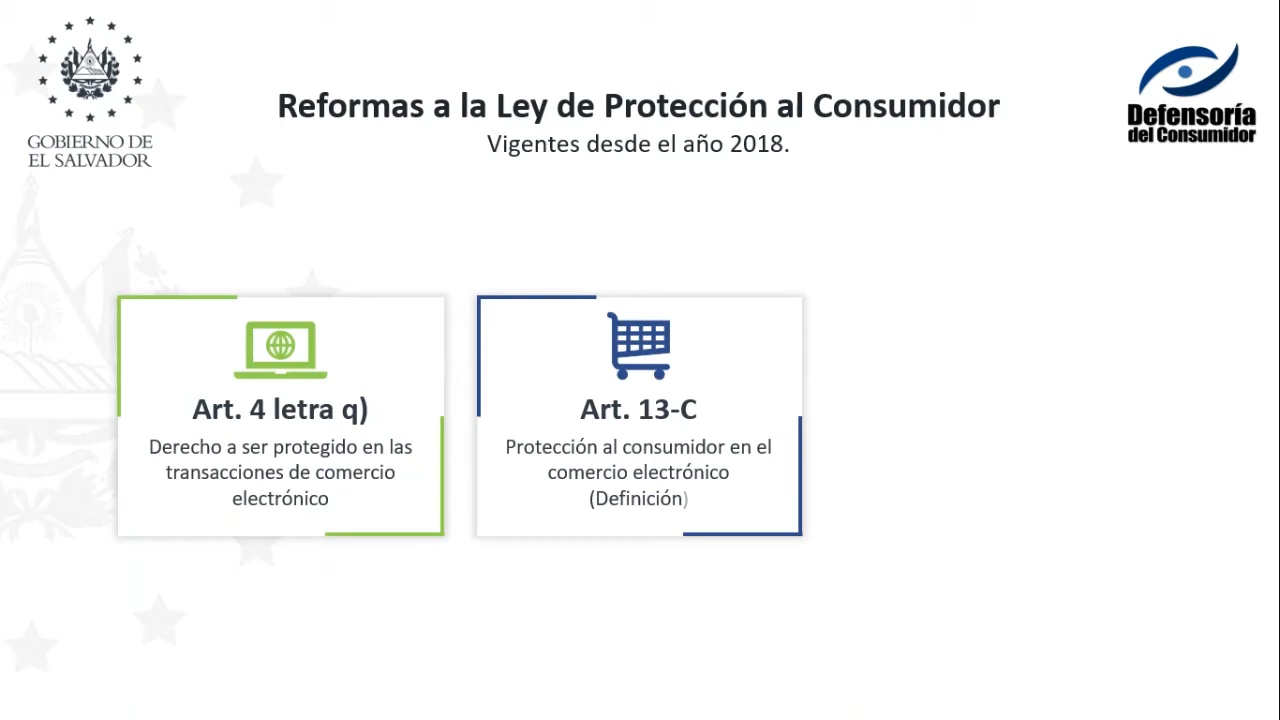 GOBIERNO DE
EL SALVADOR
Reformas a la Ley de Protección al Consumidor
Vigentes desde el año 2018.
Defensoría
del Consumidor
Art. 4 letra q)
Derecho a ser protegido en las
transacciones de comercio
electrónico
Art. 13-C
Protección al consumidor en el
comercio electrónico
(Definición)